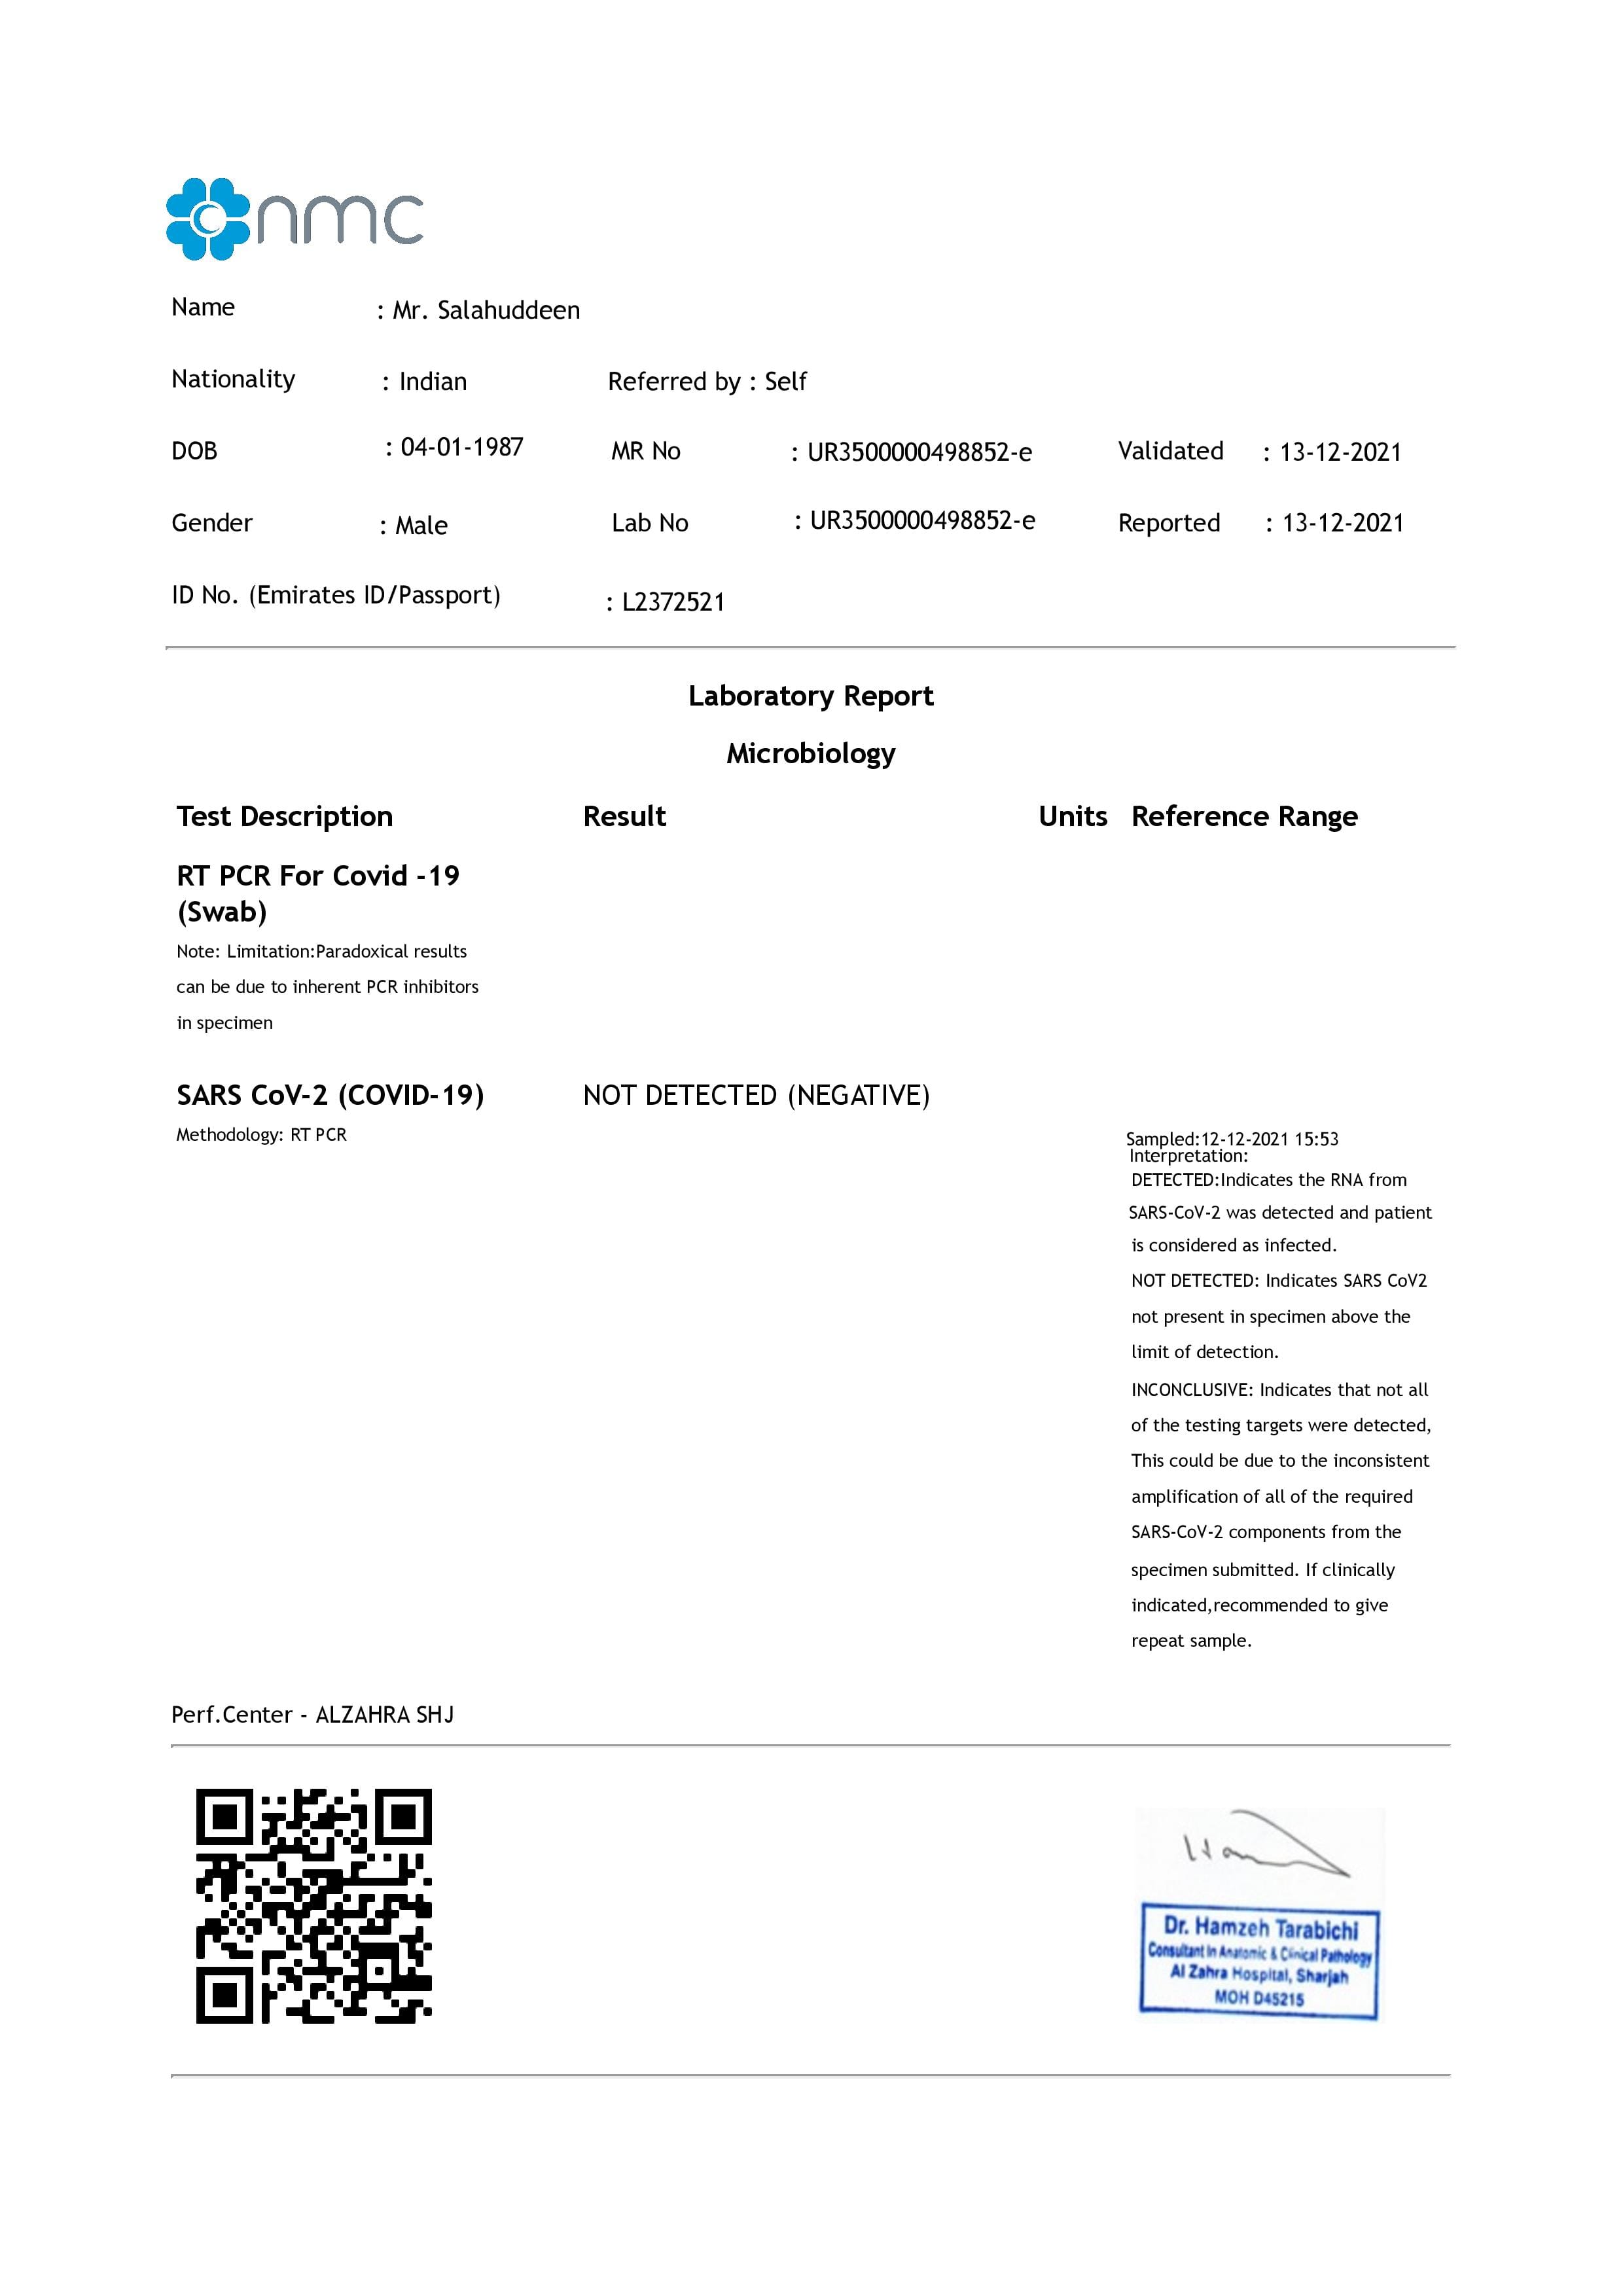 nmc
Name : Mr. Salahuddeen
Nationality : Indian Referred by : Self
DOB : 04-01-1987 MR No : UR3500000498852-e Validated : 13-12-2021
Gender : Male Lab No : UR3500000498852-e Reported : 13-12-2021
ID No. (Emirates ID/Passport) : L2372521
Laboratory Report
Microbiology
Test Description Result Units Reference Range
RT PCR For Covid -19
(Swab)
Note: Limitation:Paradoxical results
can be due to inherent PCR inhibitors
in specimen
SARS CoV-2 (COVID-19) NOT DETECTED (NEGATIVE)
Methodology: RT PCR
Sampled:12-12-2021 15:53
Interpretation:
DETECTED:Indicates the RNA from
SARS-CoV-2 was detected and patient
is considered as infected.
NOT DETECTED: Indicates SARS CoV2
not present in specimen above the
limit of detection.
INCONCLUSIVE: Indicates that not all
of the testing targets were detected,
This could be due to the inconsistent
amplification of all of the required
SARS-CoV-2 components from the
specimen submitted. If clinically
indicated,recommended to give
repeat sample.
Perf.Center - ALZAHRA SHJ
Dr. Hamzeh Tarabichi
Consultant In Anatomic & Clinical Pathology
Al Zahra Hospital, Sharjah
MOH D45215